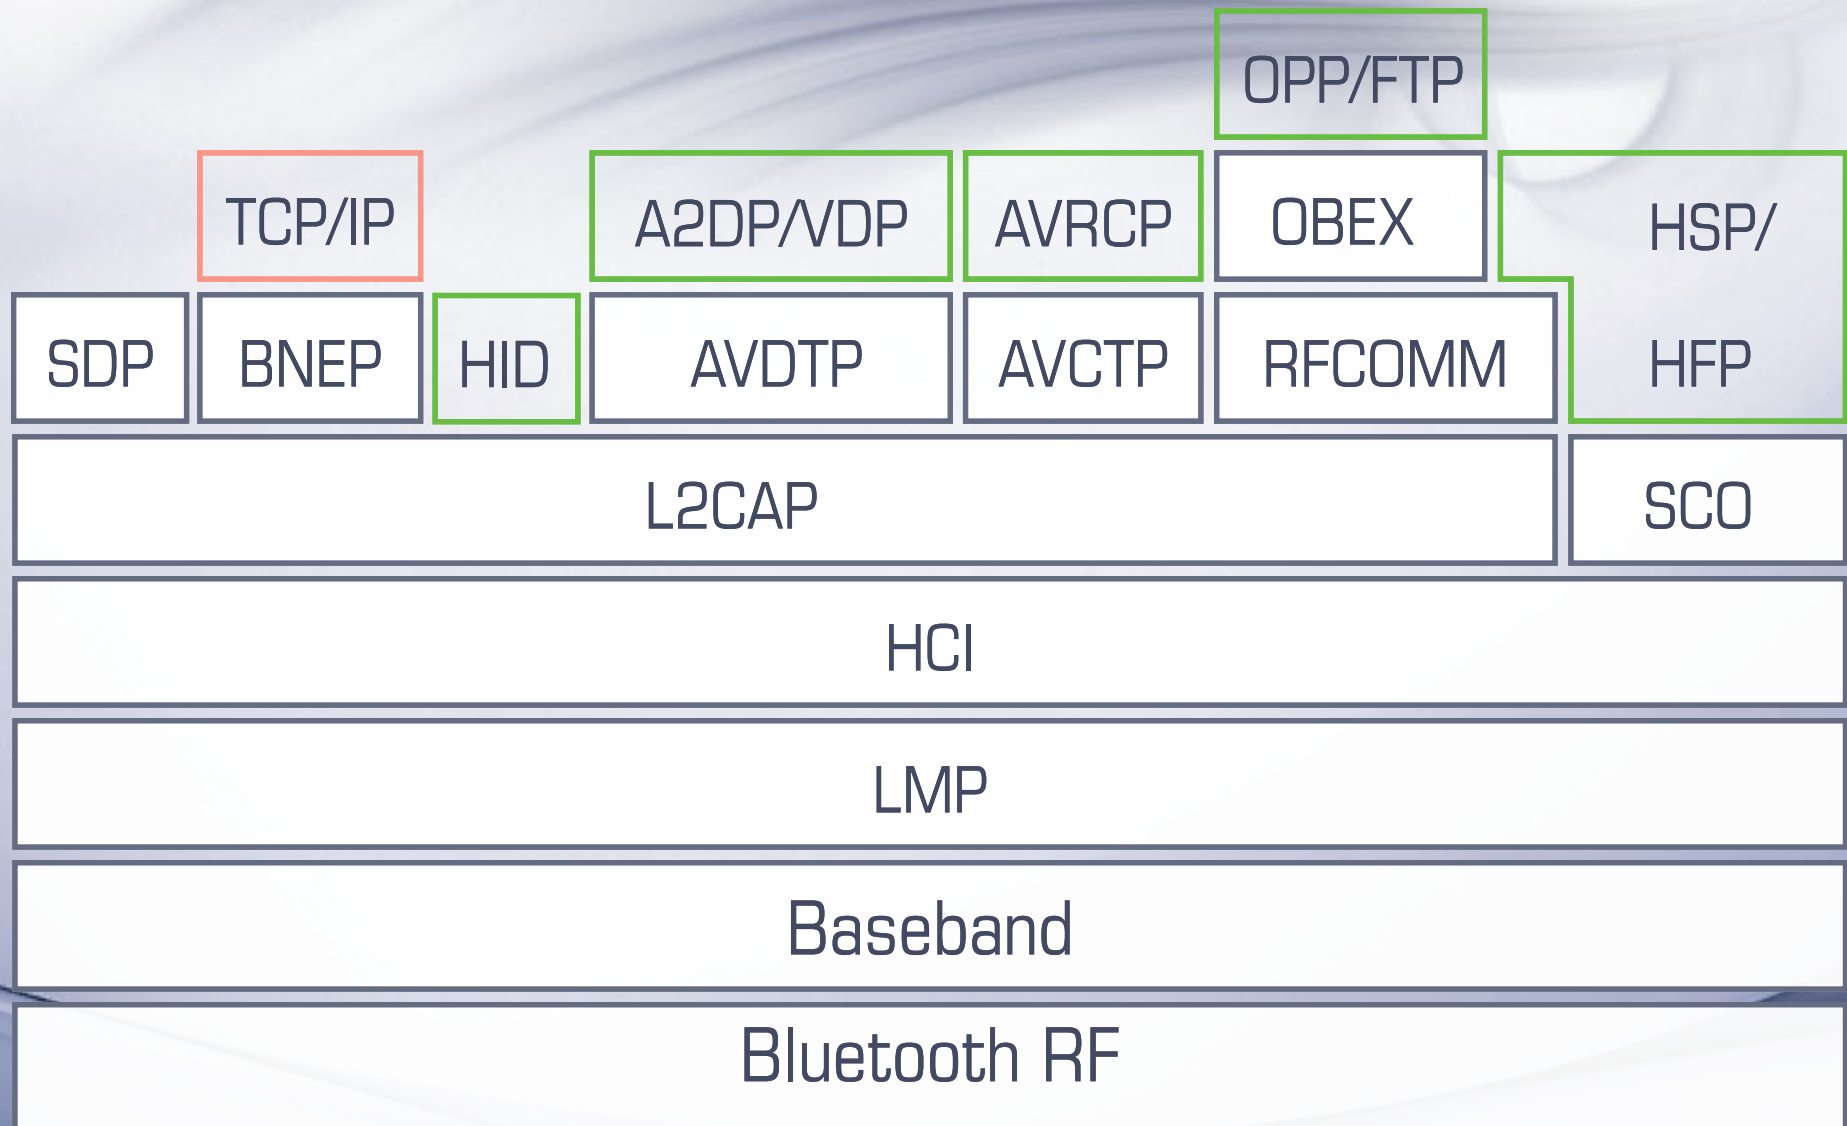 OPP/FTP
TCP/IP
A2DP/VDP
AVRCP
OBEX
HSP/
SDP
BNEP
HID
AVDTP
AVCTP
RFCOMM
HFP
L2CAP
SCO
HCI
LMP
Baseband
Bluetooth RF